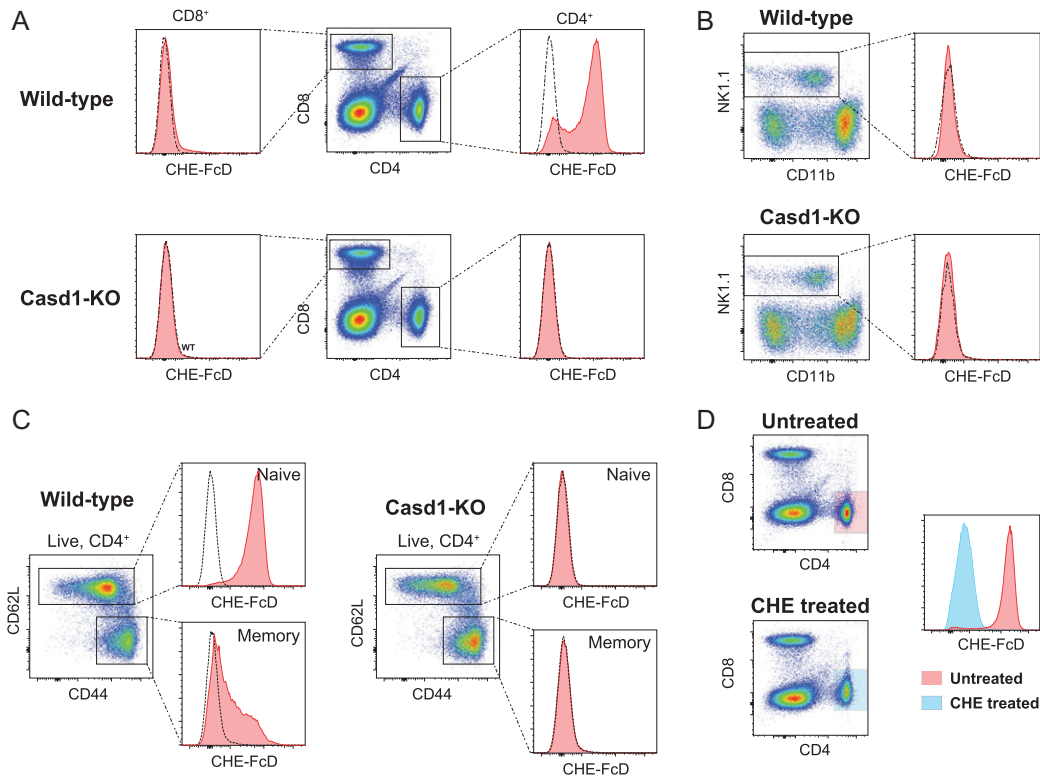 A
CD8⁺
CD4⁺
Wild-type
CD8
CHE-FcD
CD4
CHE-FcD
Casd1-KO
WT
CD8
CHE-FcD
CD4
CHE-FcD
B
Wild-type
NK1.1
CD11b
CHE-FcD
Casd1-KO
NK1.1
CD11b
CHE-FcD
C
Wild-type
Live, CD4⁺
CD62L
CD44
Naive
CHE-FcD
Memory
CHE-FcD
Casd1-KO
Live, CD4⁺
CD62L
CD44
Naive
CHE-FcD
Memory
CHE-FcD
D
Untreated
CD8
CD4
CHE treated
CD8
CD4
CHE-FcD
Untreated
CHE treated